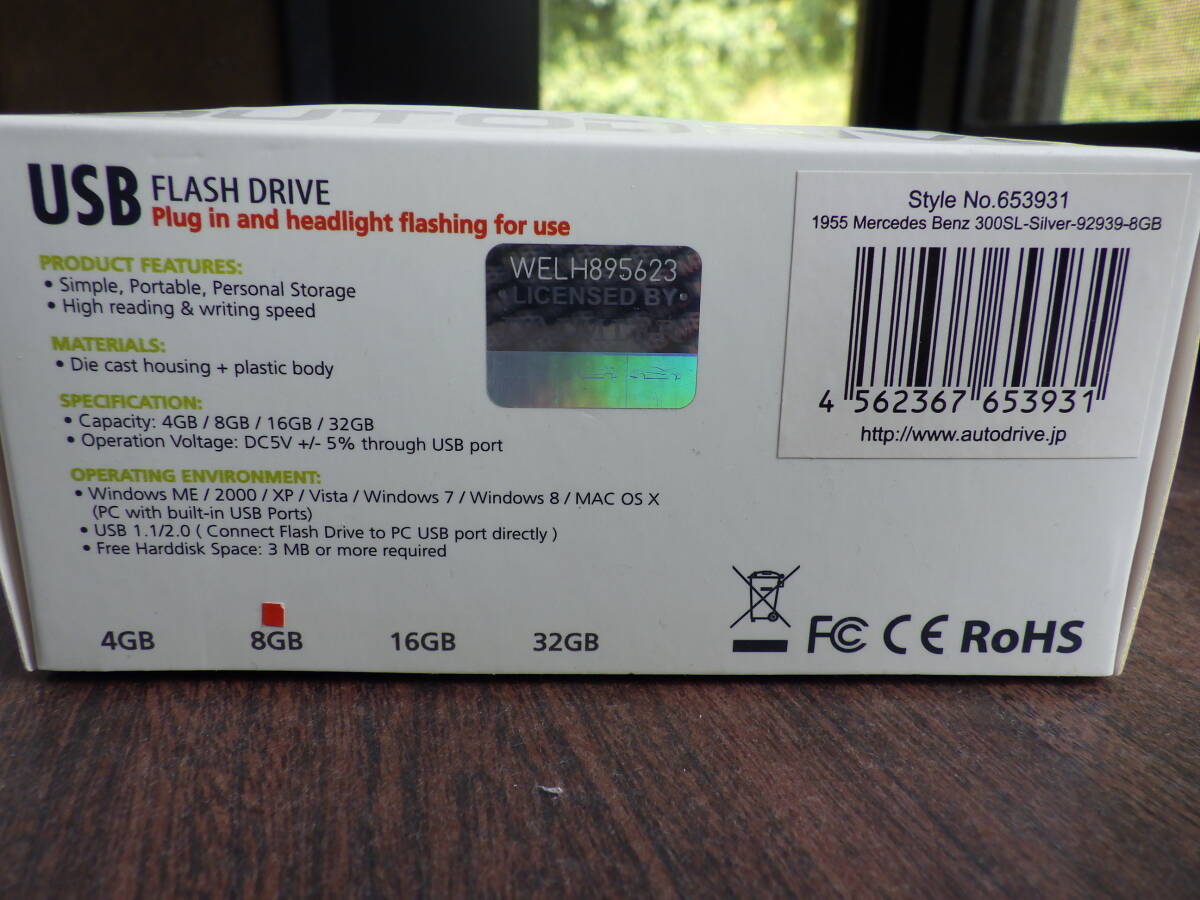 USB FLASH DRIVE
Plug in and headlight flashing for use
PRODUCT FEATURES:
• Simple, Portable, Personal Storage
• High reading & writing speed
MATERIALS:
• Die cast housing + plastic body
SPECIFICATION:
• Capacity: 4GB / 8GB / 16GB / 32GB
• Operation Voltage: DC5V +/- 5% through USB port
OPERATING ENVIRONMENT:
• Windows ME / 2000 / XP / Vista / Windows 7 / Windows 8 / MAC OS X
(PC with built-in USB Ports)
• USB 1.1/2.0 ( Connect Flash Drive to PC USB port directly )
• Free Harddisk Space: 3 MB or more required
4GB 8GB 16GB 32GB
WELH895623
LICENSED BY
Style No.653931
1955 Mercedes Benz 300SL-Silver-92939-8GB
4 562367 653931
http://www.autodrive.jp
FC CE RoHS